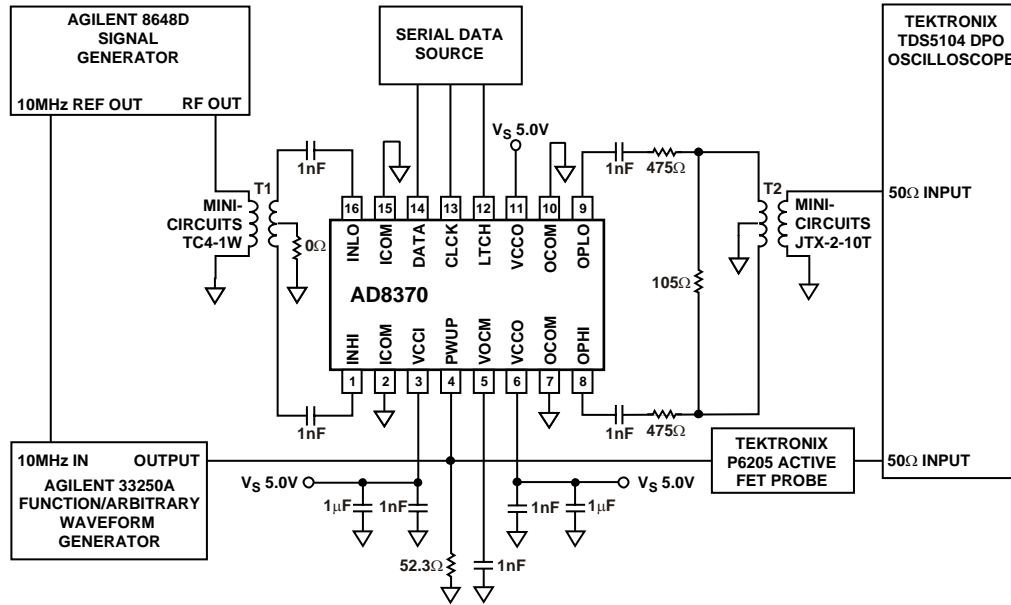 AGILENT 8648D
SIGNAL
GENERATOR
10MHz REF OUT RF OUT
SERIAL DATA
SOURCE
TEKTRONIX
TDS5104 DPO
OSCILLOSCOPE
VS 5.0V
1nF
1nF
475Ω
T1
MINI-
CIRCUITS
TC4-1W
0Ω
16 15 14 13 12 11 10 9
INLO ICOM DATA CLCK LTCH VCCO OCOM OPLO
T2
MINI-
CIRCUITS
JTX-2-10T
50Ω INPUT
105Ω
AD8370
INHI ICOM VCCI PWUP VOCM VCCO OCOM OPHI
1 2 3 4 5 6 7 8
1nF
1nF
475Ω
10MHz IN OUTPUT
AGILENT 33250A
FUNCTION/ARBITRARY
WAVEFORM
GENERATOR
TEKTRONIX
P6205 ACTIVE
FET PROBE
50Ω INPUT
VS 5.0V
VS 5.0V
1μF 1nF
1nF 1μF
52.3Ω
1nF